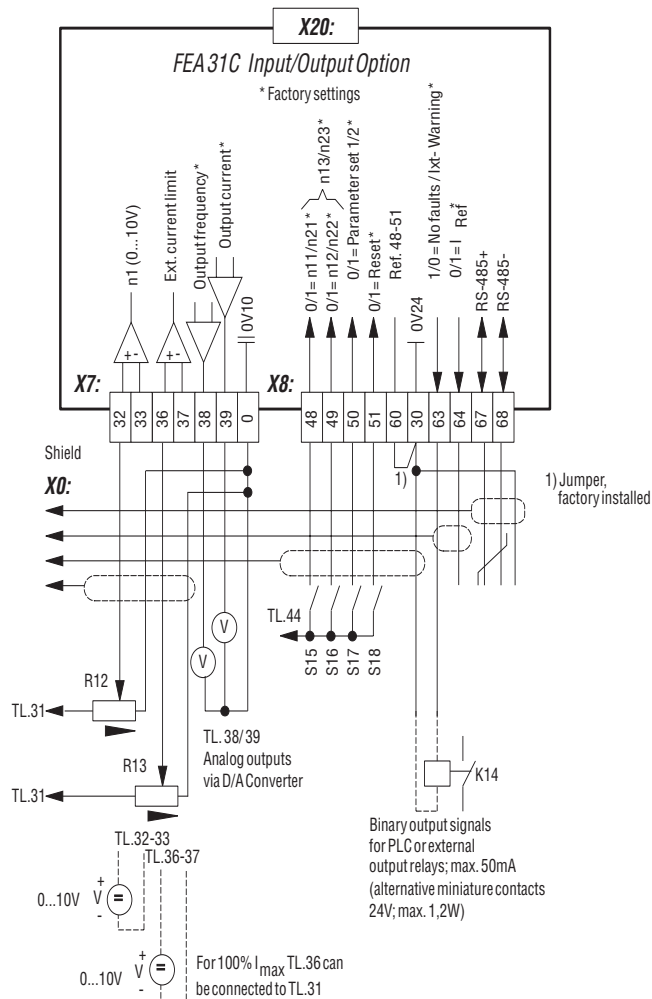 X20:
FEA 31C Input/Output Option
* Factory settings
n1 (0...10V)
Ext. current limit
Output frequency*
Output current*
0V10
0/1= n11/n21*
0/1= n12/n22*
n13/n23*
0/1= Parameter set 1/2*
0/1= Reset*
Ref. 48-51
0V24
1/0= No faults / Ixt- Warning*
0/1= I Ref*
RS-485+
RS-485-
+ -
+ -
X7:
32 33 36 37 38 39 0
X8:
48 49 50 51 60 30 63 64 67 68
Shield
X0:
1)
1) Jumper,
factory installed
TL.44
S15 S16 S17 S18
V
V
R12
TL.31
TL. 38/ 39
Analog outputs
via D/A Converter
R13
TL.31
K14
Binary output signals
for PLC or external
output relays; max. 50mA
(alternative miniature contacts
24V; max. 1,2W)
TL.32-33
TL.36-37
0...10V
+
V
-
=
0...10V
+
V
-
=
For 100% Imax TL.36 can
be connected to TL.31